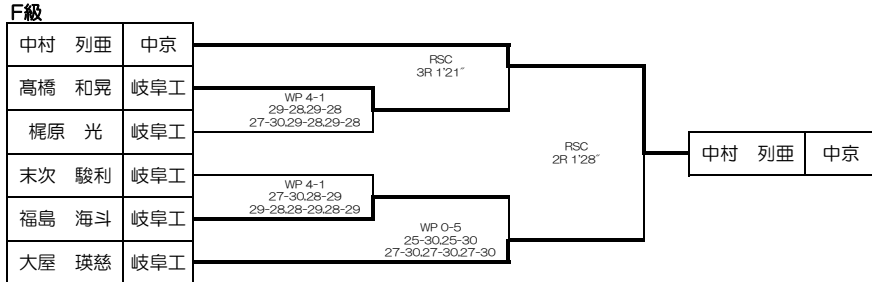 F級
中村 列亜 中京
髙橋 和晃 岐阜工
梶原 光 岐阜工
末次 駿利 岐阜工
福島 海斗 岐阜工
大屋 瑛慈 岐阜工
WP 4-1
29-28.29-28
27-30.29-28.29-28
WP 4-1
27-30.28-29
29-28.28-29.28-29
RSC
3R 1'21"
WP 0-5
25-30.25-30
27-30.27-30.27-30
RSC
2R 1'28"
中村 列亜 中京